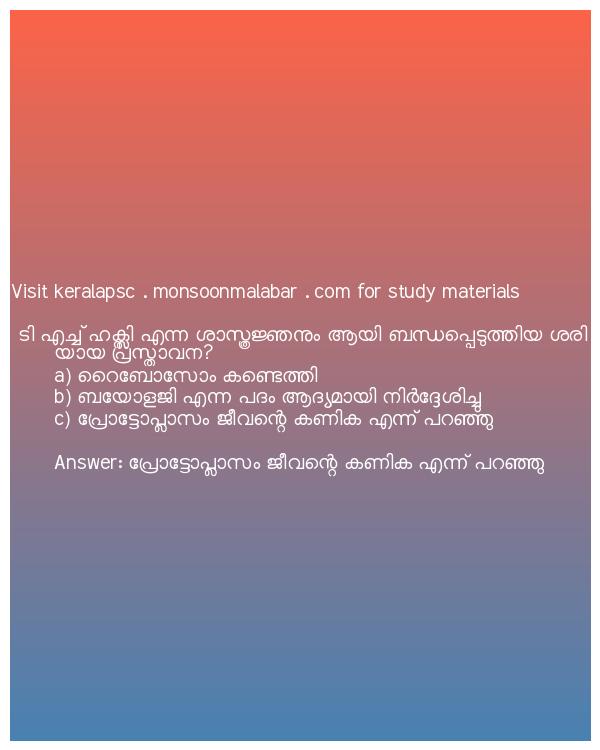 Visit keralapsc . monsoonmalabar . com for study materials
ടി എച്ച് ഹക്സ്ലി എന്ന ശാസ്ത്രജ്ഞനും ആയി ബന്ധപ്പെടുത്തിയ ശരി
യായ പ്രസ്താവന?
a) റൈബോസോം കണ്ടെത്തി
b) ബയോളജി എന്ന പദം ആദ്യമായി നിർദ്ദേശിച്ചു
c) പ്രോട്ടോപ്ലാസം ജീവന്റെ കണിക എന്ന് പറഞ്ഞു
Answer: പ്രോട്ടോപ്ലാസം ജീവന്റെ കണിക എന്ന് പറഞ്ഞു